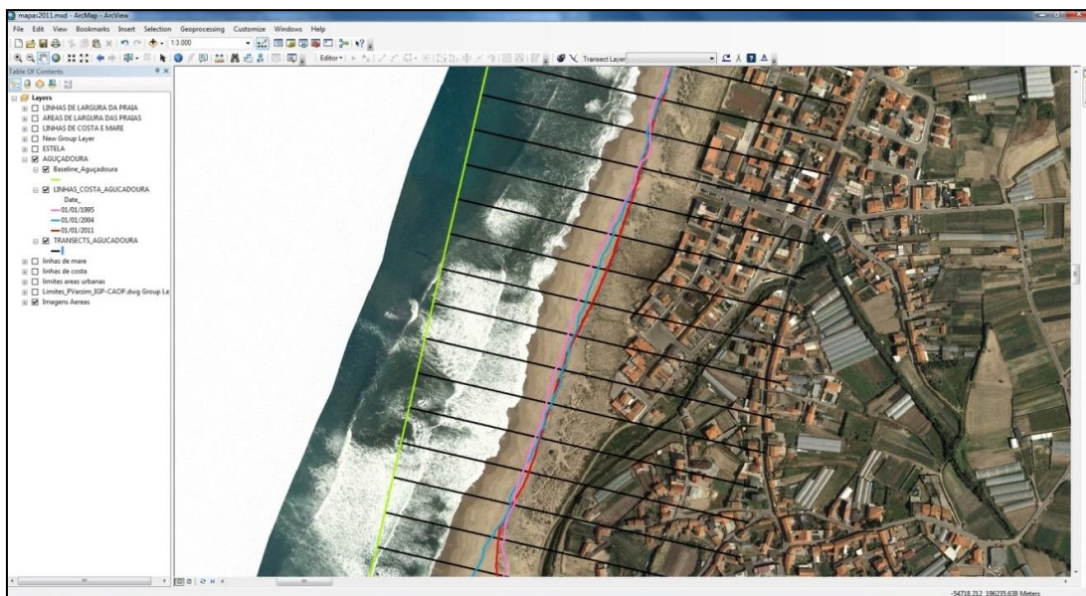 mapas2011.mxd - ArcMap - ArcView
File Edit View Bookmarks Insert Selection Geoprocessing Customize Windows Help
1:3.000
Editor
Transect Layer
Table Of Contents
Layers
LINHAS DE LARGURA DA PRAIA
AREAS DE LARGURA DAS PRAIAS
LINHAS DE COSTA E MARE
New Group Layer
ESTELA
AGUÇADOURA
Baseline_Aguçadoura
LINHAS_COSTA_AGUCADOURA
Date_
01/01/1995
01/01/2004
01/01/2011
TRANSECTS_AGUCADOURA
linhas de mare
linhas de costa
limites areas urbanas
Limites_PVarzim_IGP-CAOP.dwg Group La
Imagens Aereas
-54718.212 196235.638 Meters